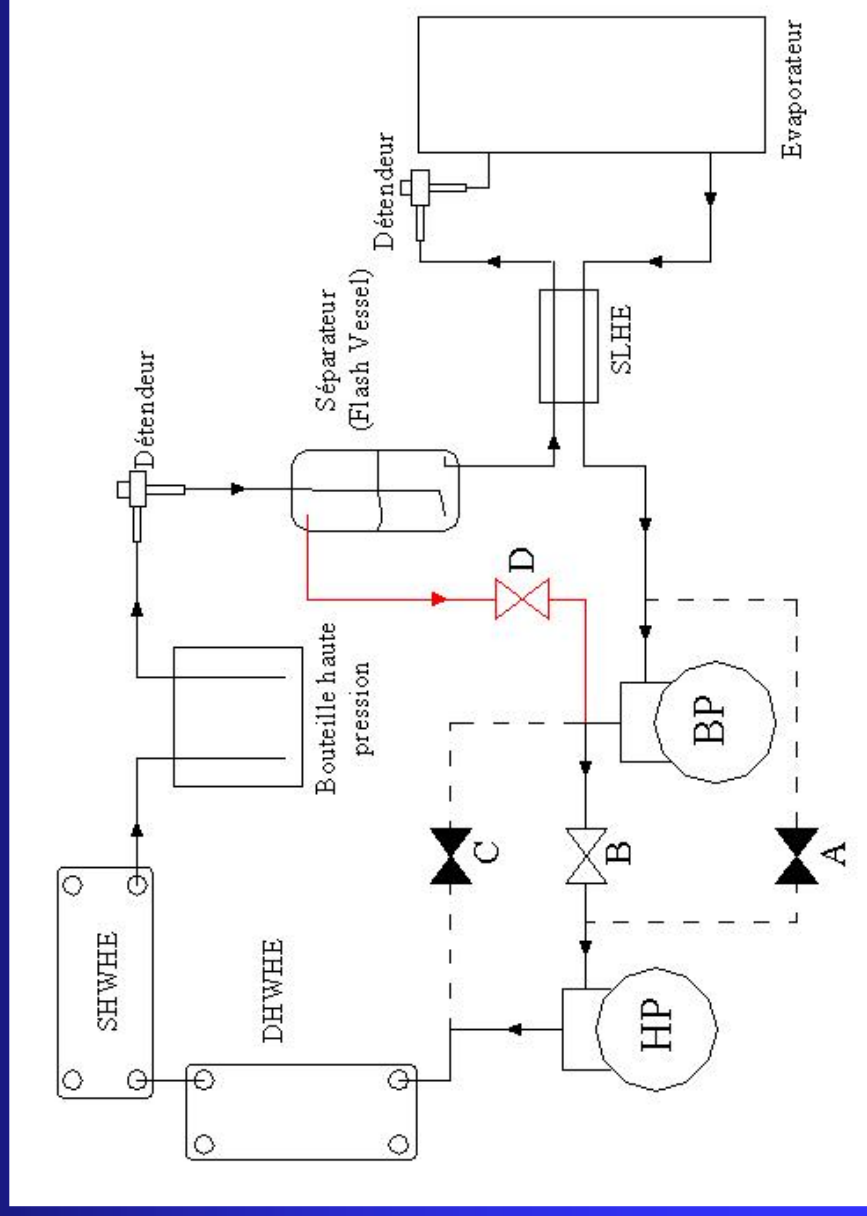 SHWHE
DHWHE
Bouteille haute
pression
Détendeur
Séparateur
(Flash Vessel)
Détendeur
Evaporateur
SLHE
D
C
B
A
HP
BP